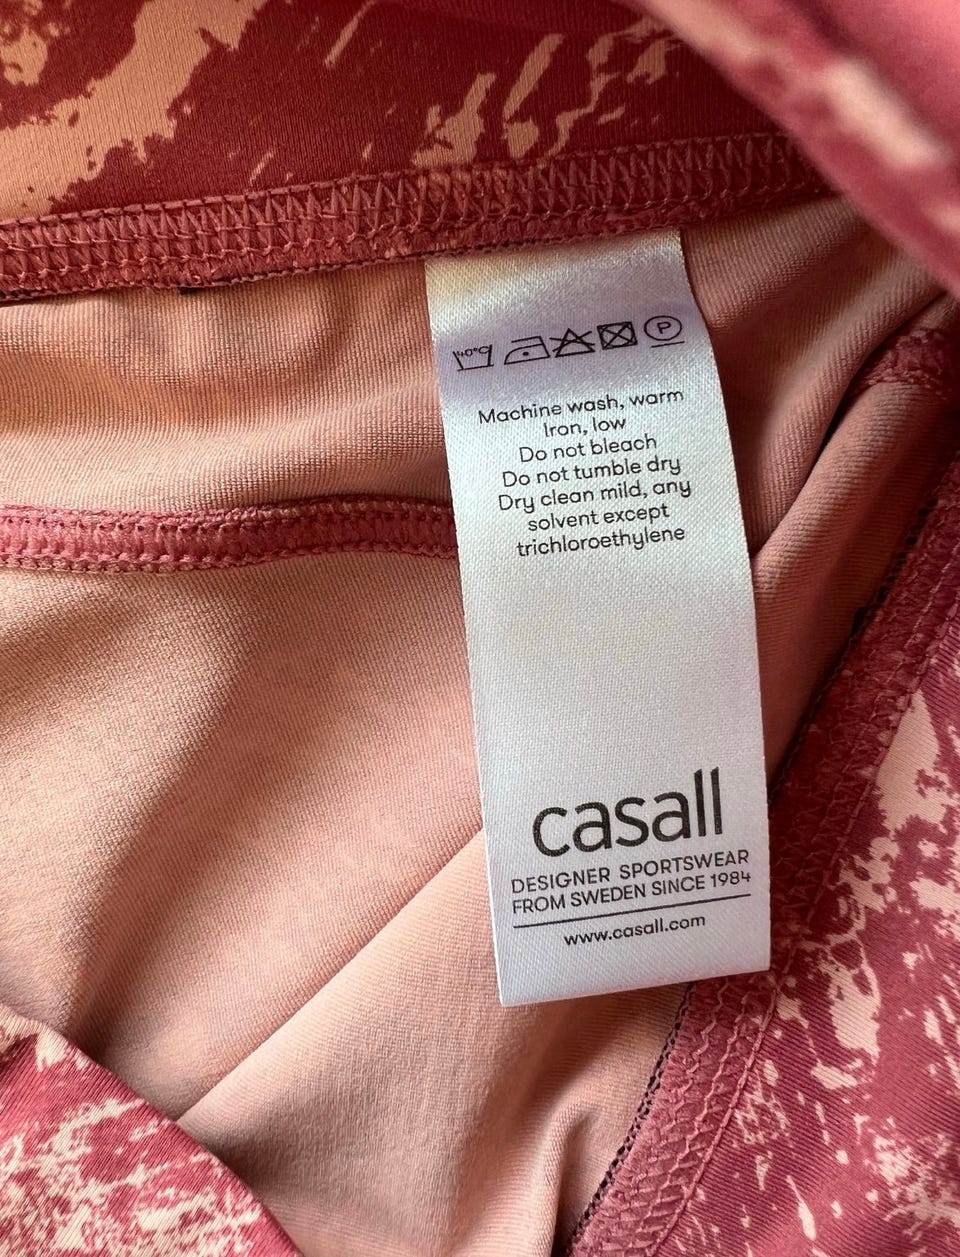 40°C P
Machine wash, warm
Iron, low
Do not bleach
Do not tumble dry
Dry clean mild, any
solvent except
trichloroethylene
casall
DESIGNER SPORTSWEAR
FROM SWEDEN SINCE 1984
www.casall.com